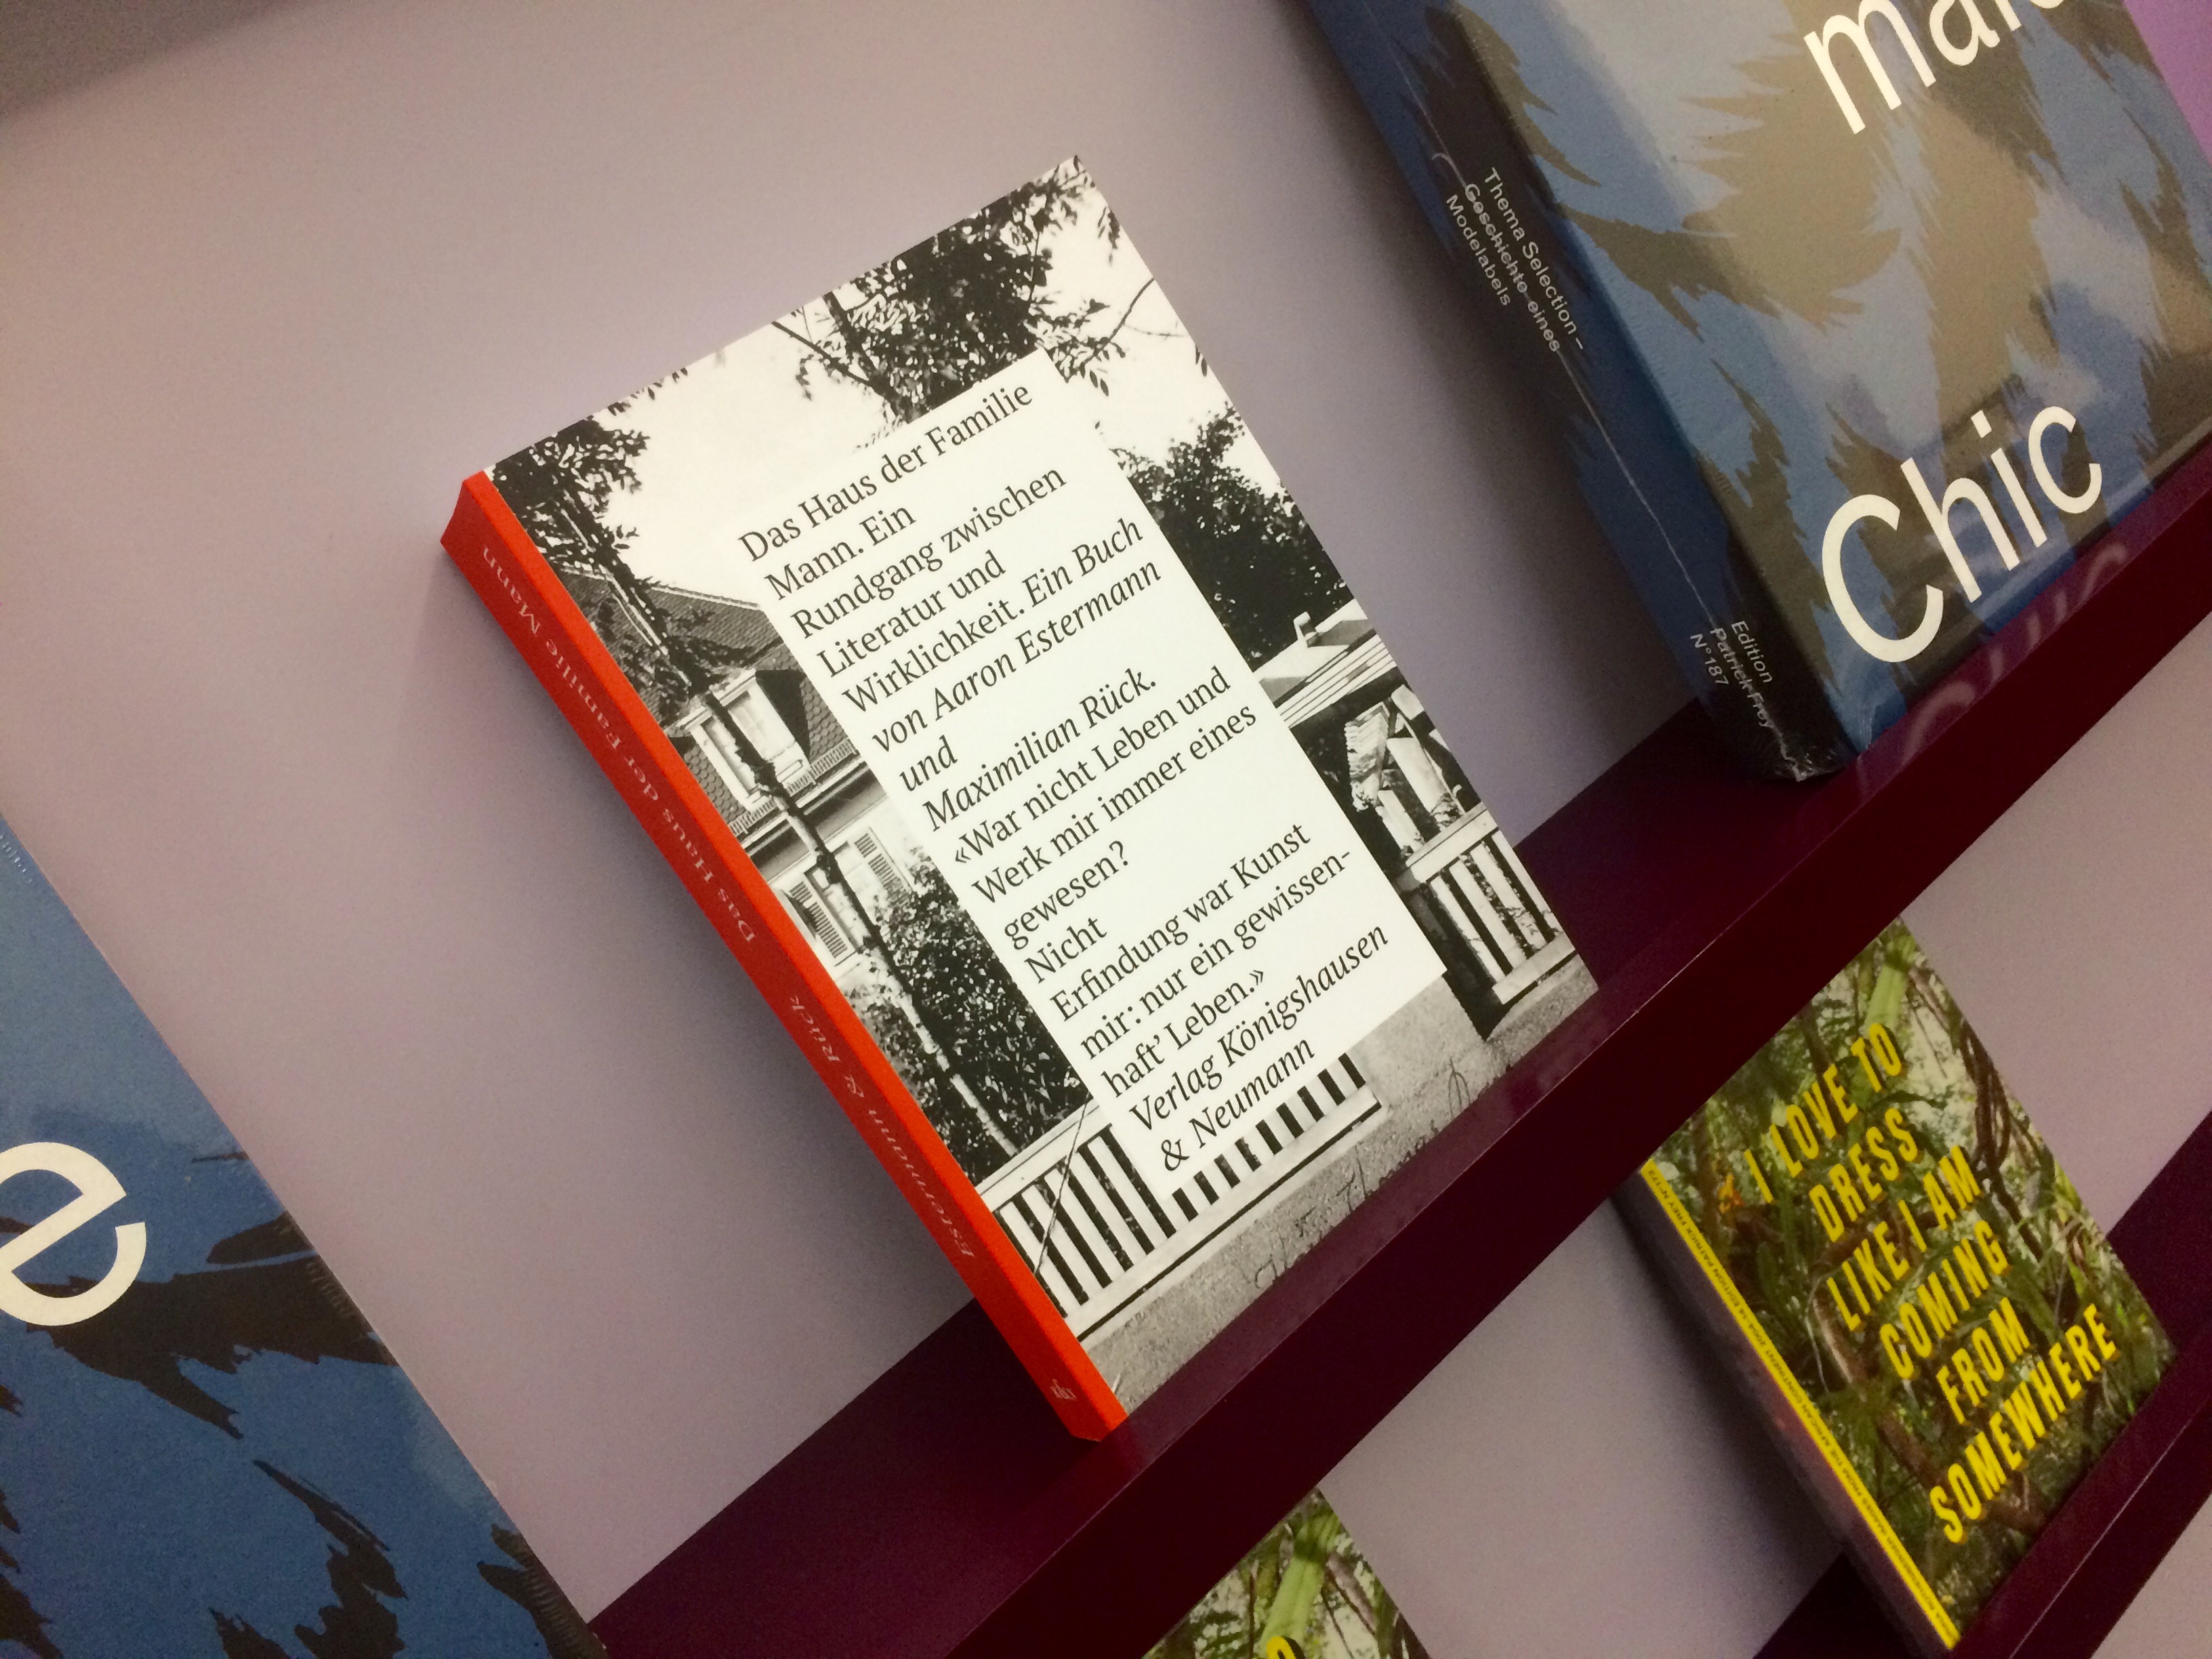 Das Haus der Familie
Mann. Ein
Rundgang zwischen
Literatur und
Wirklichkeit. Ein Buch
von Aaron Estermann
und
Maximilian Rück.
«War nicht Leben und
Werk mir immer eines
gewesen?
Nicht
Erfindung war Kunst
mir: nur ein gewissen-
haft’ Leben.»
Verlag Königshausen
& Neumann
Das Haus der Familie Mann
Estermann & Rück
K&N
Thema Selection –
Geschichte eines
Modelabels
Edition
Patrick Frey
N°187
Chic
e
I LOVE TO
DRESS
LIKE I AM
COMING
FROM
SOMEWHERE